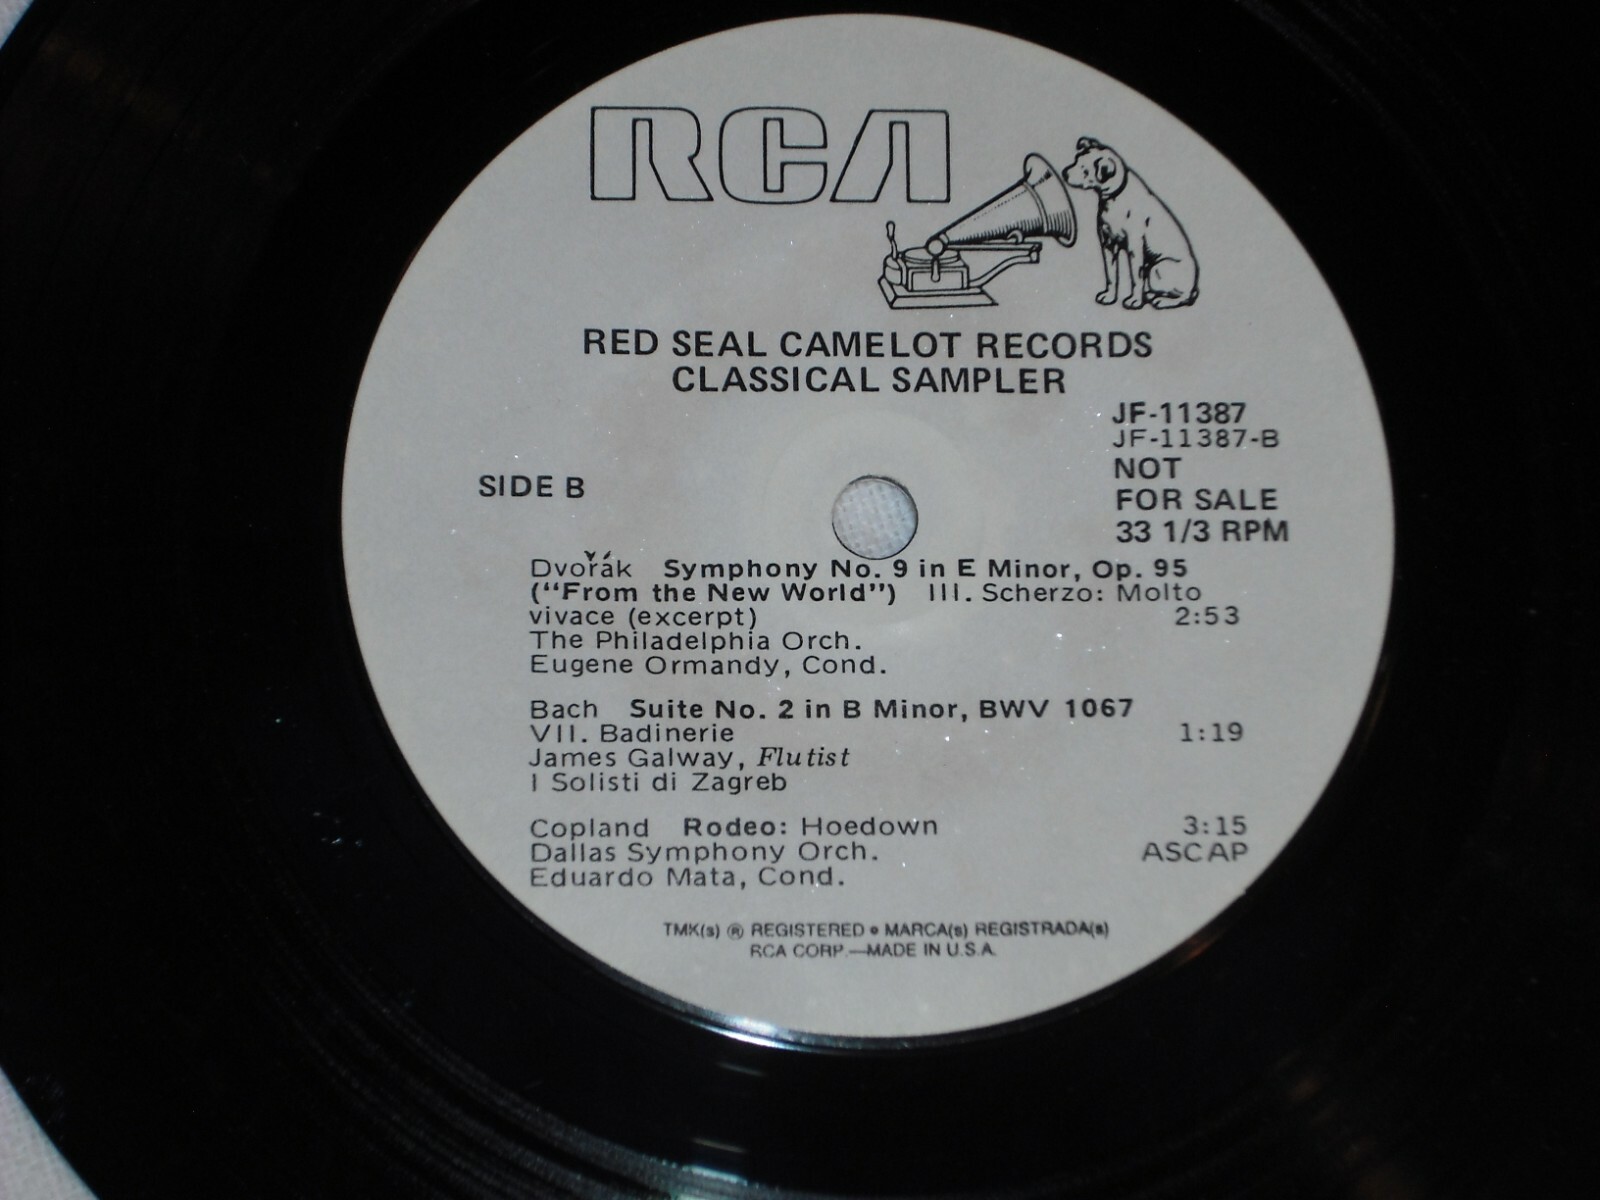 RCA
RED SEAL CAMELOT RECORDS
CLASSICAL SAMPLER
JF-11387
JF-11387-B
NOT
FOR SALE
33 1/3 RPM
SIDE B
Dvořák Symphony No. 9 in E Minor, Op. 95
("From the New World") III. Scherzo: Molto
vivace (excerpt) 2:53
The Philadelphia Orch.
Eugene Ormandy, Cond.
Bach Suite No. 2 in B Minor, BWV 1067
VII. Badinerie 1:19
James Galway, Flutist
I Solisti di Zagreb
Copland Rodeo: Hoedown 3:15
Dallas Symphony Orch. ASCAP
Eduardo Mata, Cond.
TMK(s) ® REGISTERED • MARCA(s) REGISTRADA(s)
RCA CORP.—MADE IN U.S.A.